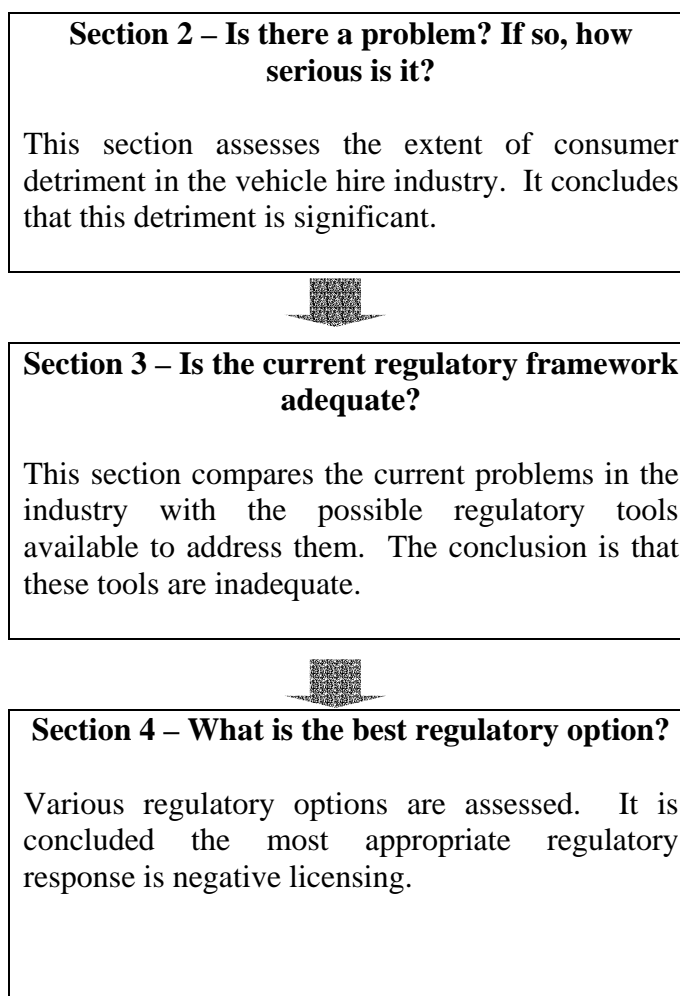 Section 2 – Is there a problem? If so, how
serious is it?
This section assesses the extent of consumer
detriment in the vehicle hire industry. It concludes
that this detriment is significant.
Section 3 – Is the current regulatory framework
adequate?
This section compares the current problems in the
industry with the possible regulatory tools
available to address them. The conclusion is that
these tools are inadequate.
Section 4 – What is the best regulatory option?
Various regulatory options are assessed. It is
concluded the most appropriate regulatory
response is negative licensing.